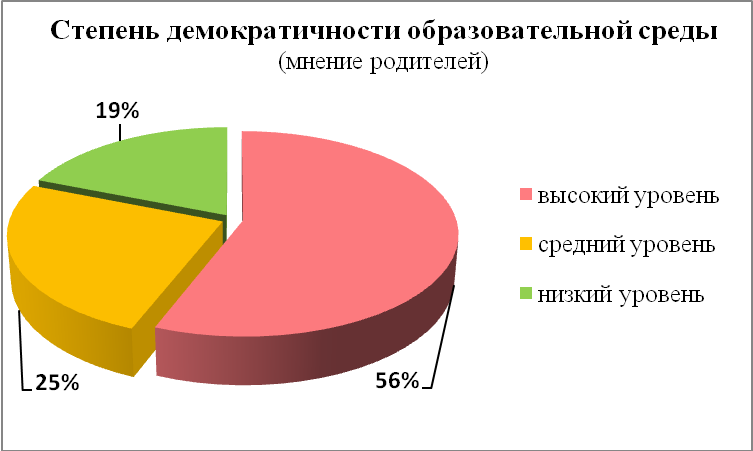 Степень демократичности образовательной среды
(мнение родителей)
19%
высокий уровень
средний уровень
низкий уровень
25%
56%